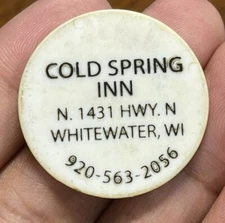 COLD SPRING
INN
N. 1431 HWY. N
WHITEWATER, WI
920-563-2056